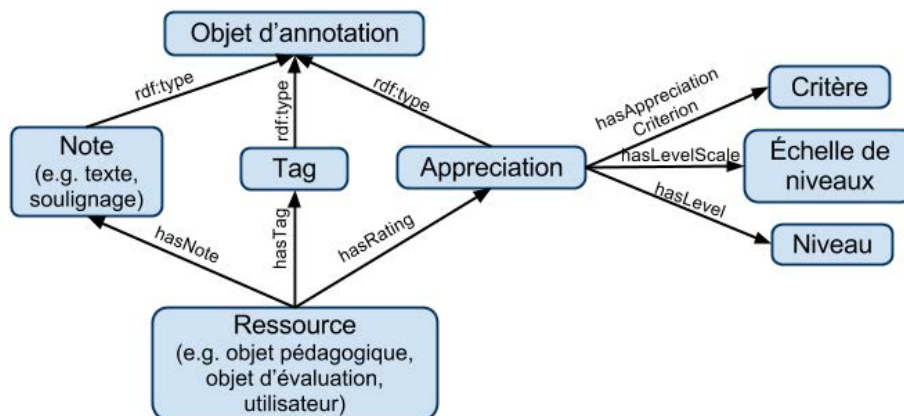 Objet d'annotation
rdf:type
rdf:type
rdf:type
Note
(e.g. texte,
soulignage)
Tag
Appreciation
hasAppreciation
Criterion
hasLevelScale
hasLevel
Critère
Échelle de
niveaux
Niveau
hasNote
hasTag
hasRating
Ressource
(e.g. objet pédagogique,
objet d'évaluation,
utilisateur)